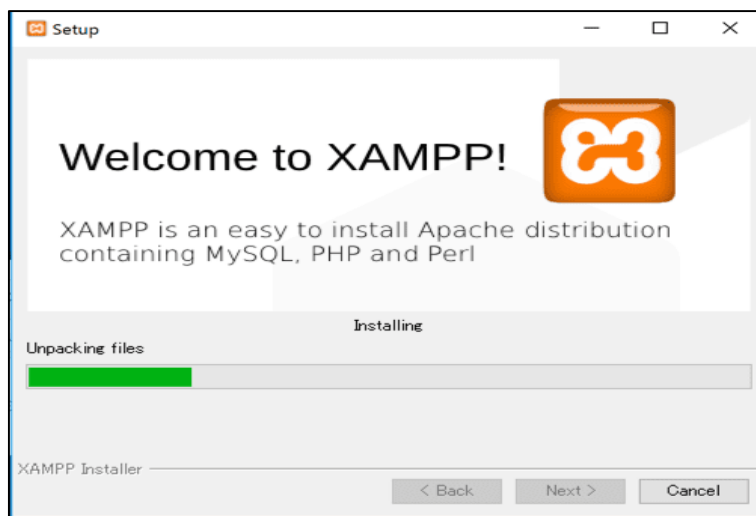 Setup
Welcome to XAMPP!
XAMPP is an easy to install Apache distribution
containing MySQL, PHP and Perl
Installing
Unpacking files
XAMPP Installer
< Back
Next >
Cancel